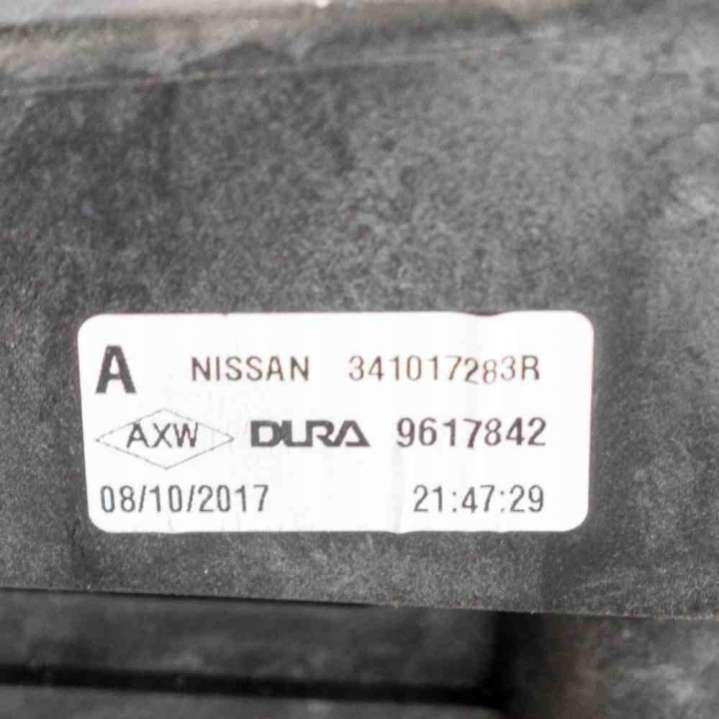 A NISSAN 341017283R
AXW DURA 9617842
08/10/2017 21:47:29